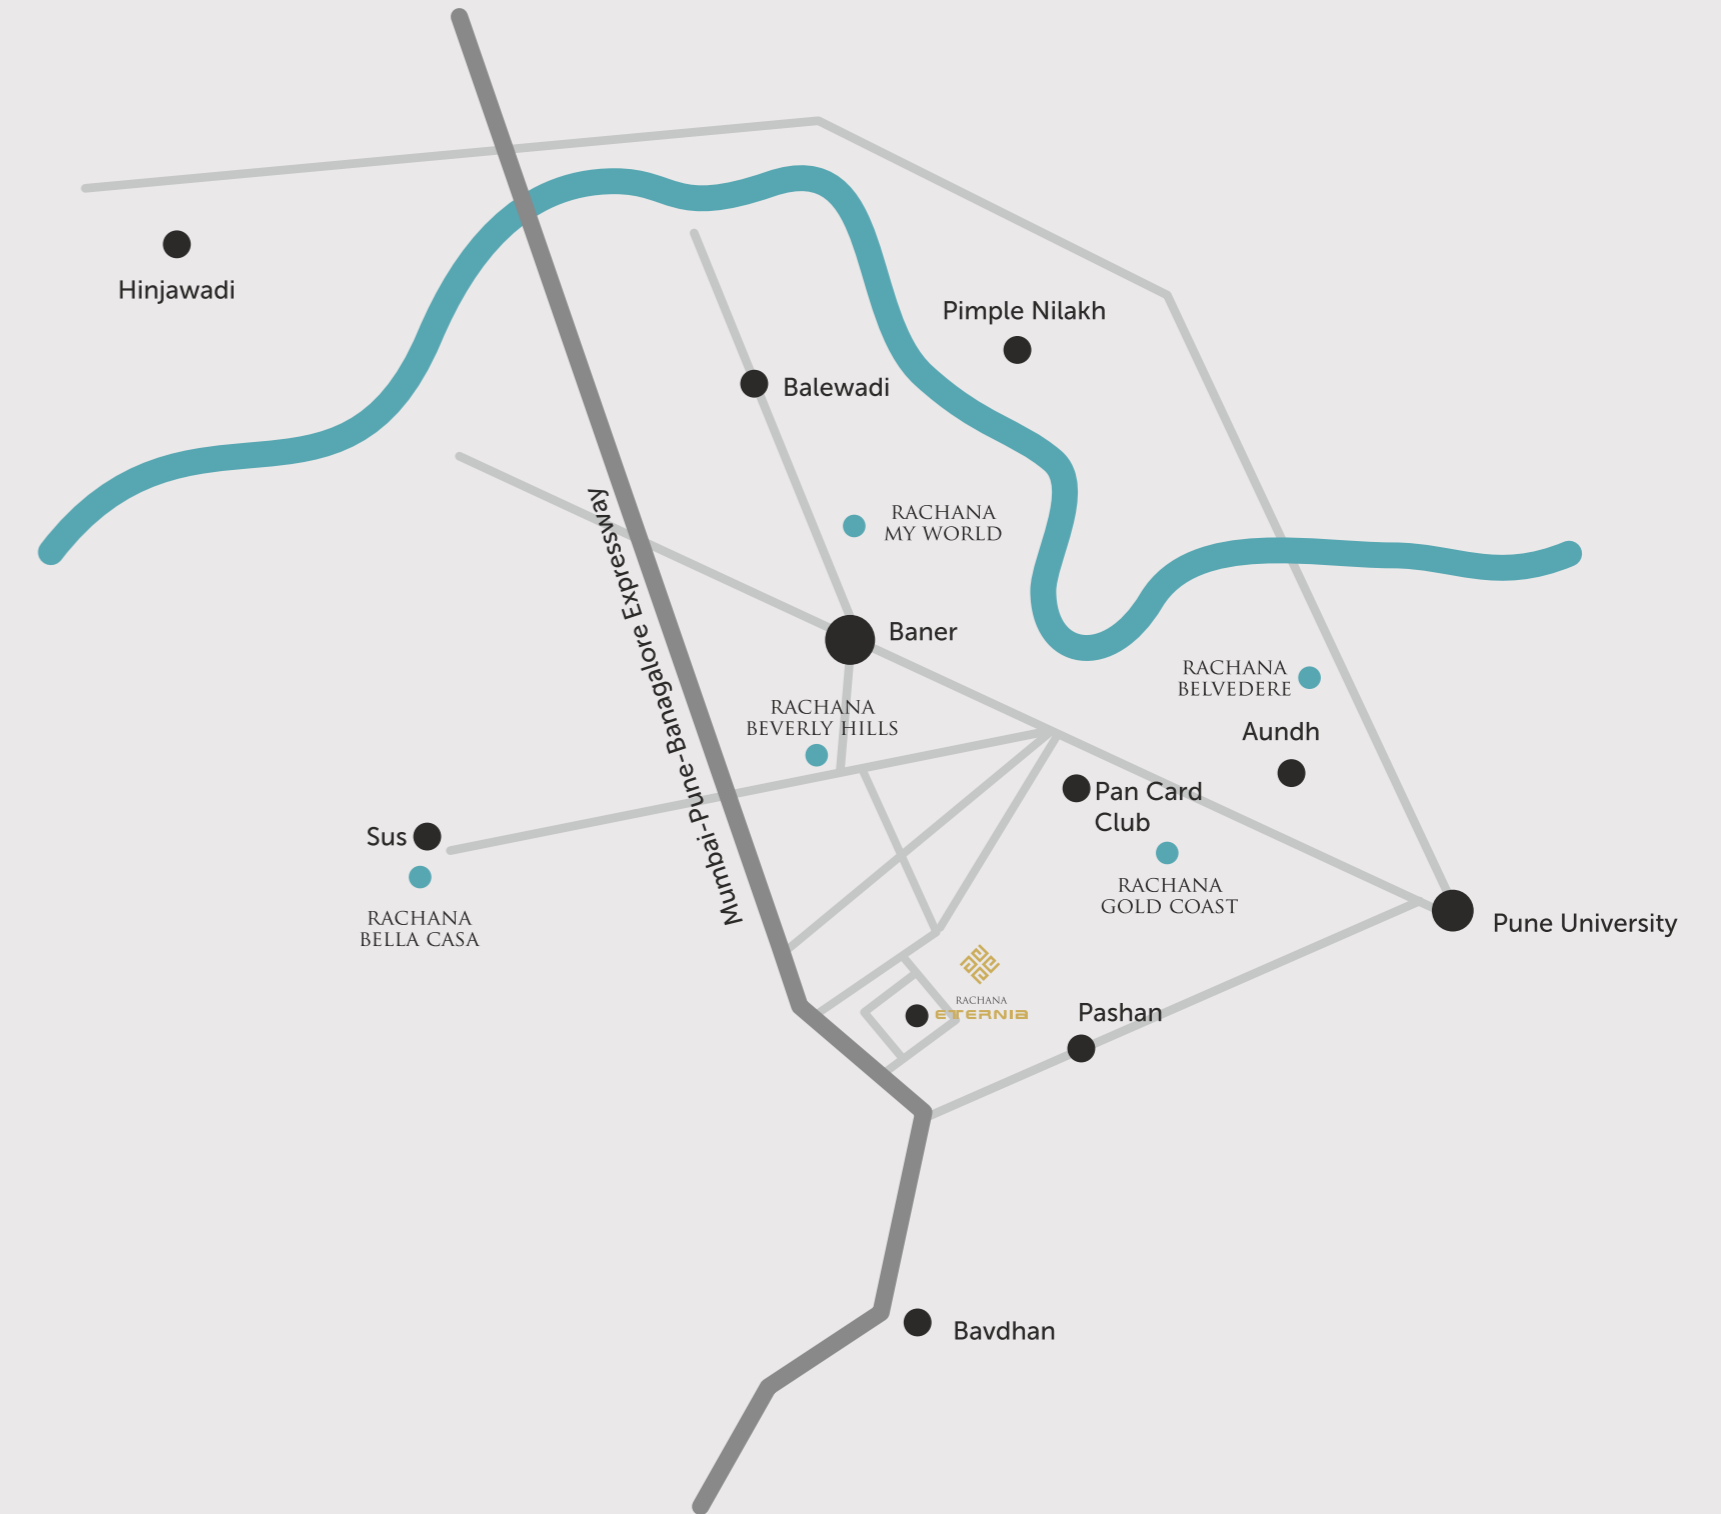 Hinjawadi
Pimple Nilakh
Balewadi
RACHANA
MY WORLD
Mumbai-Pune-Banagalore Expressway
Baner
RACHANA
BELVEDERE
RACHANA
BEVERLY HILLS
Aundh
Pan Card
Club
Sus
RACHANA
GOLD COAST
RACHANA
BELLA CASA
Pune University
RACHANA
ETERNIA
Pashan
Bavdhan